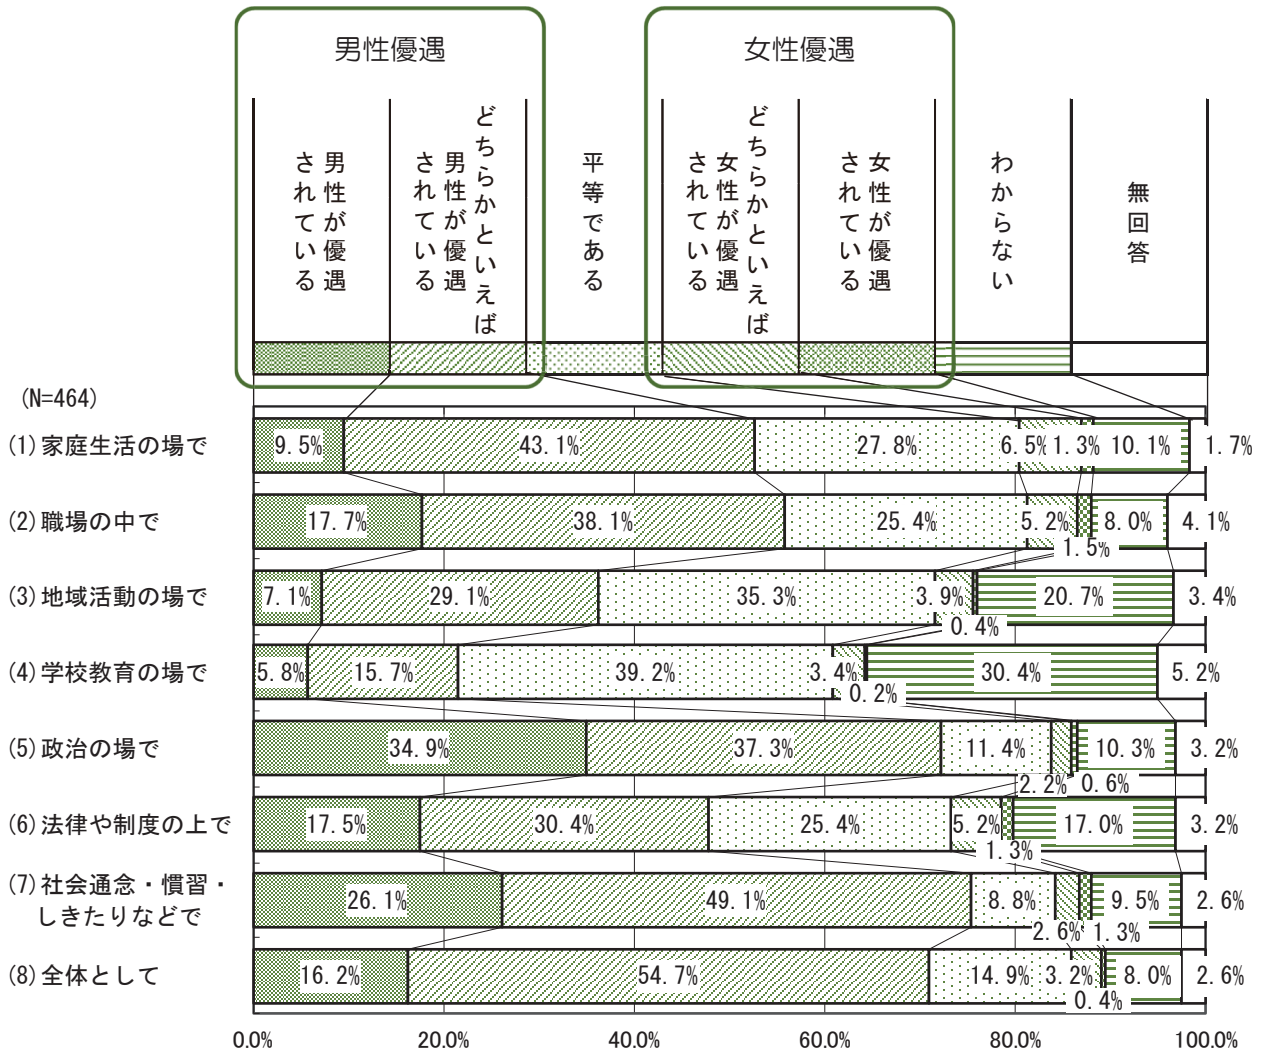 男性優遇
女性優遇
男性が優遇
されている
どちらかといえば
男性が優遇
されている
平等である
どちらかといえば
女性が優遇
されている
女性が優遇
されている
わからない
無回答
(N=464)
(1)家庭生活の場で 9.5% 43.1% 27.8% 6.5% 1.3% 10.1% 1.7%
(2)職場の中で 17.7% 38.1% 25.4% 5.2% 1.5% 8.0% 4.1%
(3)地域活動の場で 7.1% 29.1% 35.3% 3.9% 0.4% 20.7% 3.4%
(4)学校教育の場で 5.8% 15.7% 39.2% 3.4% 0.2% 30.4% 5.2%
(5)政治の場で 34.9% 37.3% 11.4% 2.2% 0.6% 10.3% 3.2%
(6)法律や制度の上で 17.5% 30.4% 25.4% 5.2% 1.3% 17.0% 3.2%
(7)社会通念・慣習・
しきたりなどで 26.1% 49.1% 8.8% 2.6% 1.3% 9.5% 2.6%
(8)全体として 16.2% 54.7% 14.9% 3.2% 0.4% 8.0% 2.6%
0.0% 20.0% 40.0% 60.0% 80.0% 100.0%